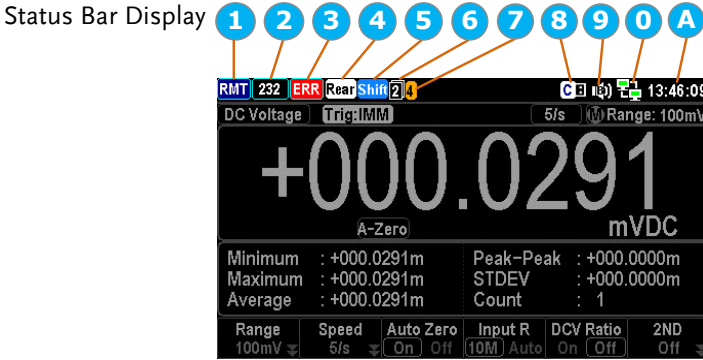 Status Bar Display 1 2 3 4 5 6 7 8 9 0 A
RMT 232 ERR Rear Shift 2 4 C 13:46:09
DC Voltage Trig:IMM 5/s M Range: 100mV
+000.0291
A-Zero mVDC
Minimum : +000.0291m Peak-Peak : +000.0000m
Maximum : +000.0291m STDEV : +000.0000m
Average : +000.0291m Count : 1
Range Speed Auto Zero Input R DCV Ratio 2ND
100mV 5/s On Off 10M Auto On Off Off